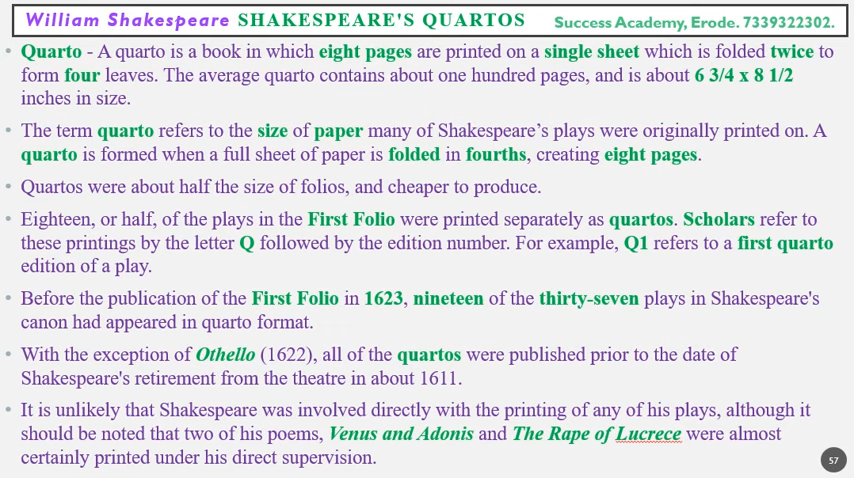 William Shakespeare SHAKESPEARE'S QUARTOS Success Academy, Erode. 7339322302.
• Quarto - A quarto is a book in which eight pages are printed on a single sheet which is folded twice to
form four leaves. The average quarto contains about one hundred pages, and is about 6 3/4 x 8 1/2
inches in size.
• The term quarto refers to the size of paper many of Shakespeare's plays were originally printed on. A
quarto is formed when a full sheet of paper is folded in fourths, creating eight pages.
• Quartos were about half the size of folios, and cheaper to produce.
• Eighteen, or half, of the plays in the First Folio were printed separately as quartos. Scholars refer to
these printings by the letter Q followed by the edition number. For example, Q1 refers to a first quarto
edition of a play.
• Before the publication of the First Folio in 1623, nineteen of the thirty-seven plays in Shakespeare's
canon had appeared in quarto format.
• With the exception of Othello (1622), all of the quartos were published prior to the date of
Shakespeare's retirement from the theatre in about 1611.
• It is unlikely that Shakespeare was involved directly with the printing of any of his plays, although it
should be noted that two of his poems, Venus and Adonis and The Rape of Lucrece were almost
certainly printed under his direct supervision.
57